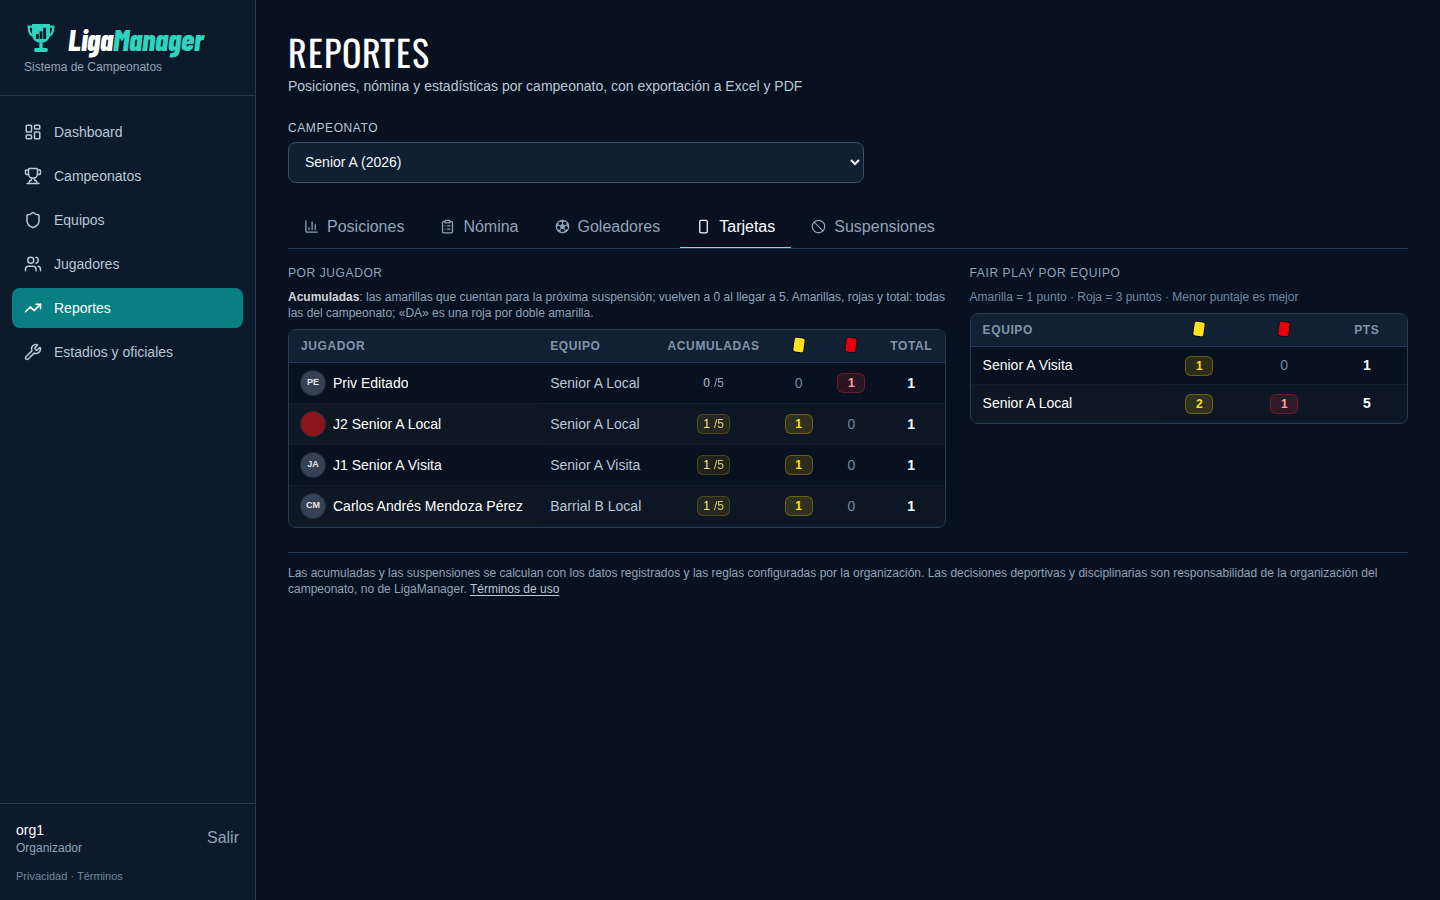 LigaManager
Sistema de Campeonatos
Dashboard
Campeonatos
Equipos
Jugadores
Reportes
Estadios y oficiales
org1
Organizador
Salir
Privacidad · Términos
REPORTES
Posiciones, nómina y estadísticas por campeonato, con exportación a Excel y PDF
CAMPEONATO
Senior A (2026)
Posiciones Nómina Goleadores Tarjetas Suspensiones
POR JUGADOR
Acumuladas: las amarillas que cuentan para la próxima suspensión; vuelven a 0 al llegar a 5. Amarillas, rojas y total: todas
las del campeonato; «DA» es una roja por doble amarilla.
JUGADOR EQUIPO ACUMULADAS TOTAL
PE Priv Editado Senior A Local 0 /5 0 1 1
J2 Senior A Local Senior A Local 1 /5 1 0 1
JA J1 Senior A Visita Senior A Visita 1 /5 1 0 1
CM Carlos Andrés Mendoza Pérez Barrial B Local 1 /5 1 0 1
FAIR PLAY POR EQUIPO
Amarilla = 1 punto · Roja = 3 puntos · Menor puntaje es mejor
EQUIPO PTS
Senior A Visita 1 0 1
Senior A Local 2 1 5
Las acumuladas y las suspensiones se calculan con los datos registrados y las reglas configuradas por la organización. Las decisiones deportivas y disciplinarias son responsabilidad de la organización del
campeonato, no de LigaManager. Términos de uso